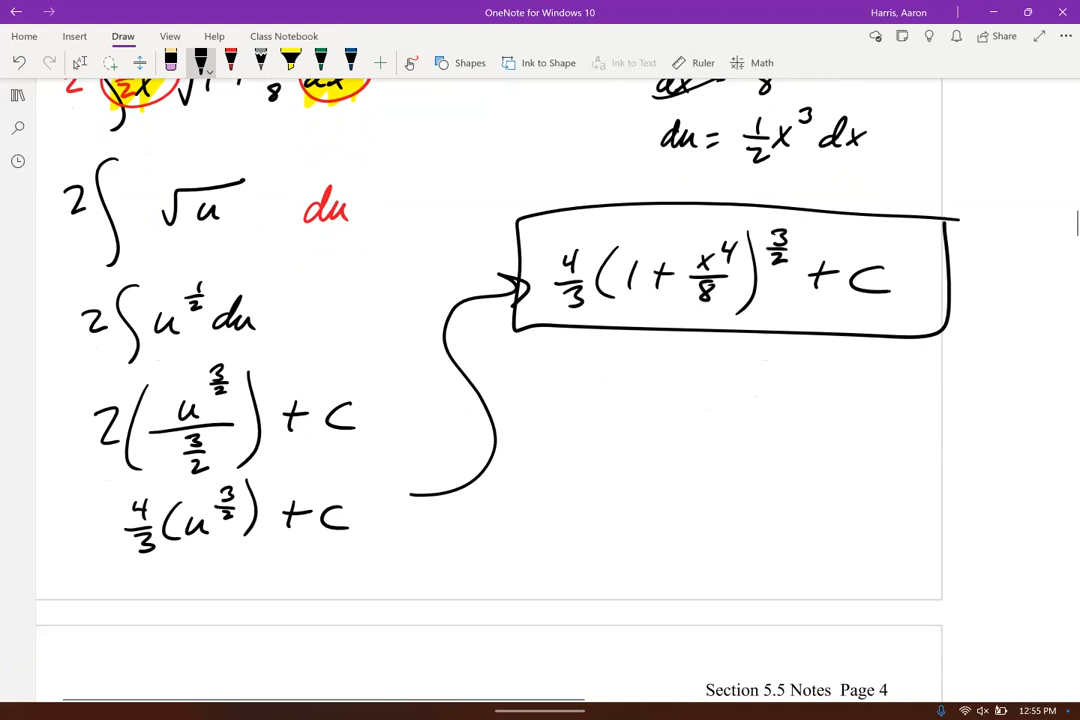 OneNote for Windows 10
Harris, Aaron
Home Insert Draw View Help Class Notebook
Share
Shapes Ink to Shape Ink to Text Ruler Math
du = 1/2 x^3 dx
2 ∫ √u du
2 ∫ u^(1/2) du
2 ( u^(3/2) / (3/2) ) + C
4/3 (u^(3/2)) + C
4/3 (1 + x^4/8)^(3/2) + C
Section 5.5 Notes Page 4
12:55 PM